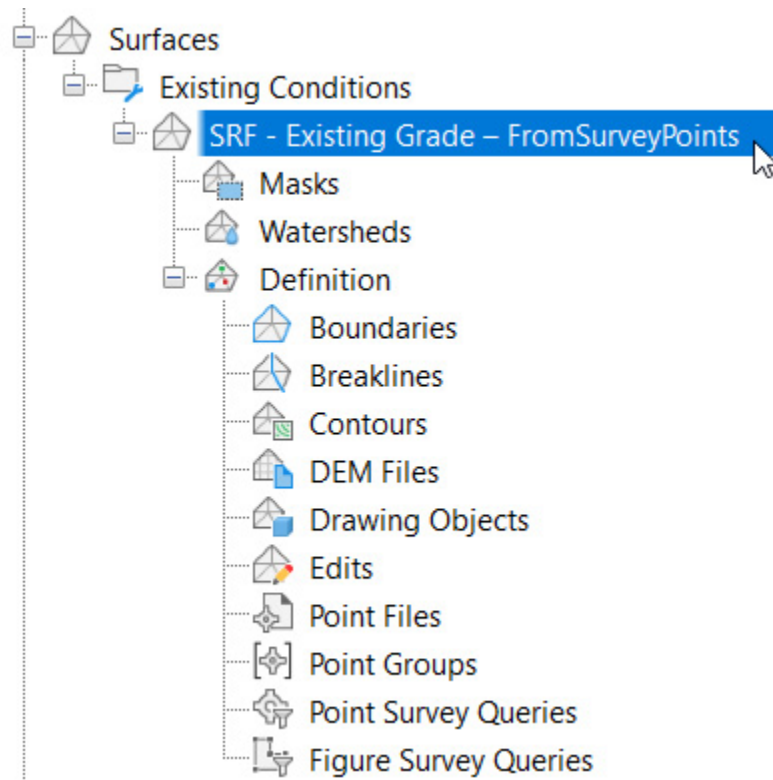 Surfaces
Existing Conditions
SRF - Existing Grade – FromSurveyPoints
Masks
Watersheds
Definition
Boundaries
Breaklines
Contours
DEM Files
Drawing Objects
Edits
Point Files
Point Groups
Point Survey Queries
Figure Survey Queries